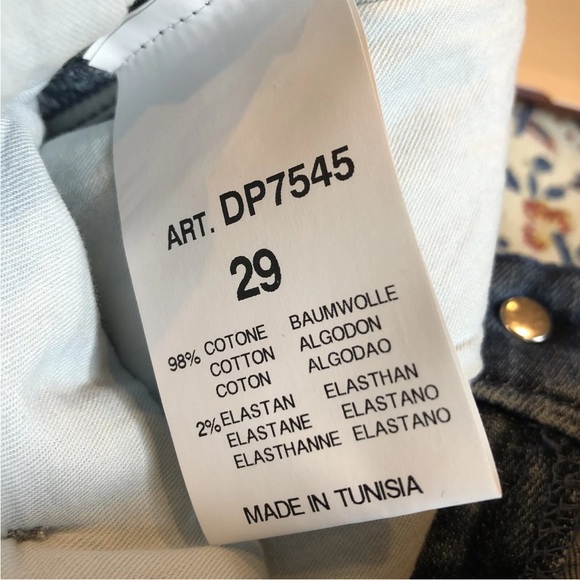 ART. DP7545
29
98% COTONE BAUMWOLLE
COTTON ALGODON
COTON ALGODAO
2% ELASTAN ELASTHAN
ELASTANE ELASTANO
ELASTHANNE ELASTANO
MADE IN TUNISIA